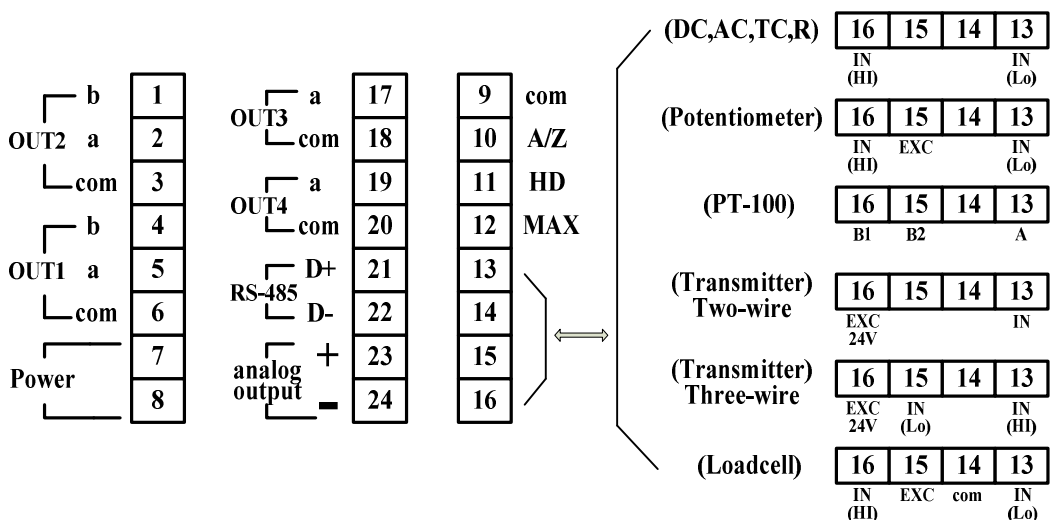 b 1
OUT2 a 2
com 3
b 4
OUT1 a 5
com 6
Power 7
8
OUT3 a 17
com 18
OUT4 a 19
com 20
RS-485 D+ 21
D- 22
analog output + 23
- 24
9 com
10 A/Z
11 HD
12 MAX
13
14
15
16
(DC,AC,TC,R) 16 15 14 13
IN (HI) IN (Lo)
(Potentiometer) 16 15 14 13
IN (HI) EXC IN (Lo)
(PT-100) 16 15 14 13
B1 B2 A
(Transmitter) Two-wire 16 15 14 13
EXC 24V IN
(Transmitter) Three-wire 16 15 14 13
EXC 24V IN (Lo) IN (HI)
(Loadcell) 16 15 14 13
IN (HI) EXC com IN (Lo)